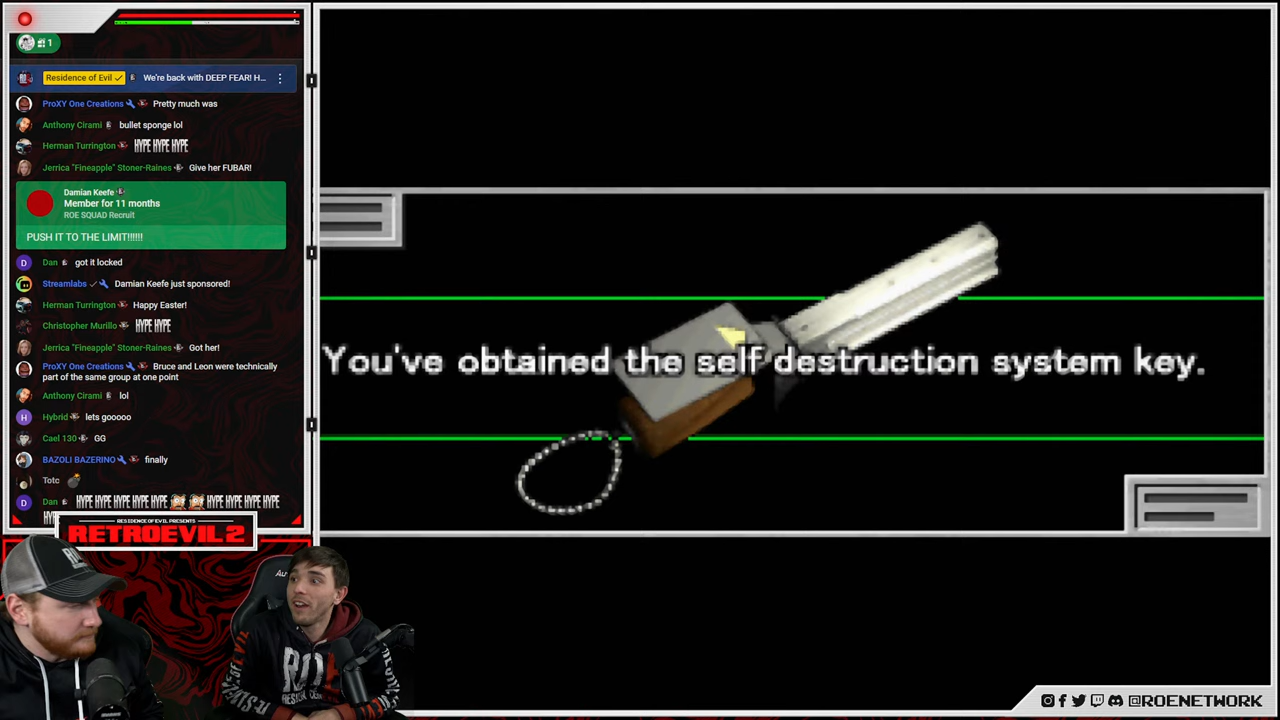 1
Residence of Evil We're back with DEEP FEAR! H...
ProXY One Creations Pretty much was
Anthony Cirami bullet sponge lol
Herman Turrington HYPE HYPE HYPE
Jerrica "Fineapple" Stoner-Raines Give her FUBAR!
Damian Keefe
Member for 11 months
ROE SQUAD Recruit
PUSH IT TO THE LIMIT!!!!!!
D Dan got it locked
Streamlabs Damian Keefe just sponsored!
Herman Turrington Happy Easter!
Christopher Murillo HYPE HYPE
Jerrica "Fineapple" Stoner-Raines Got her!
ProXY One Creations Bruce and Leon were technically
part of the same group at one point
Anthony Cirami lol
H Hybrid lets gooooo
Cael 130 GG
BAZOLI BAZERINO finally
Totc
D Dan HYPE HYPE HYPE HYPE HYPE HYPE HYPE HYPE HYPE
RESIDENCE OF EVIL PRESENTS
RETROEVIL 2
You've obtained the self destruction system key.
@ROENETWORK